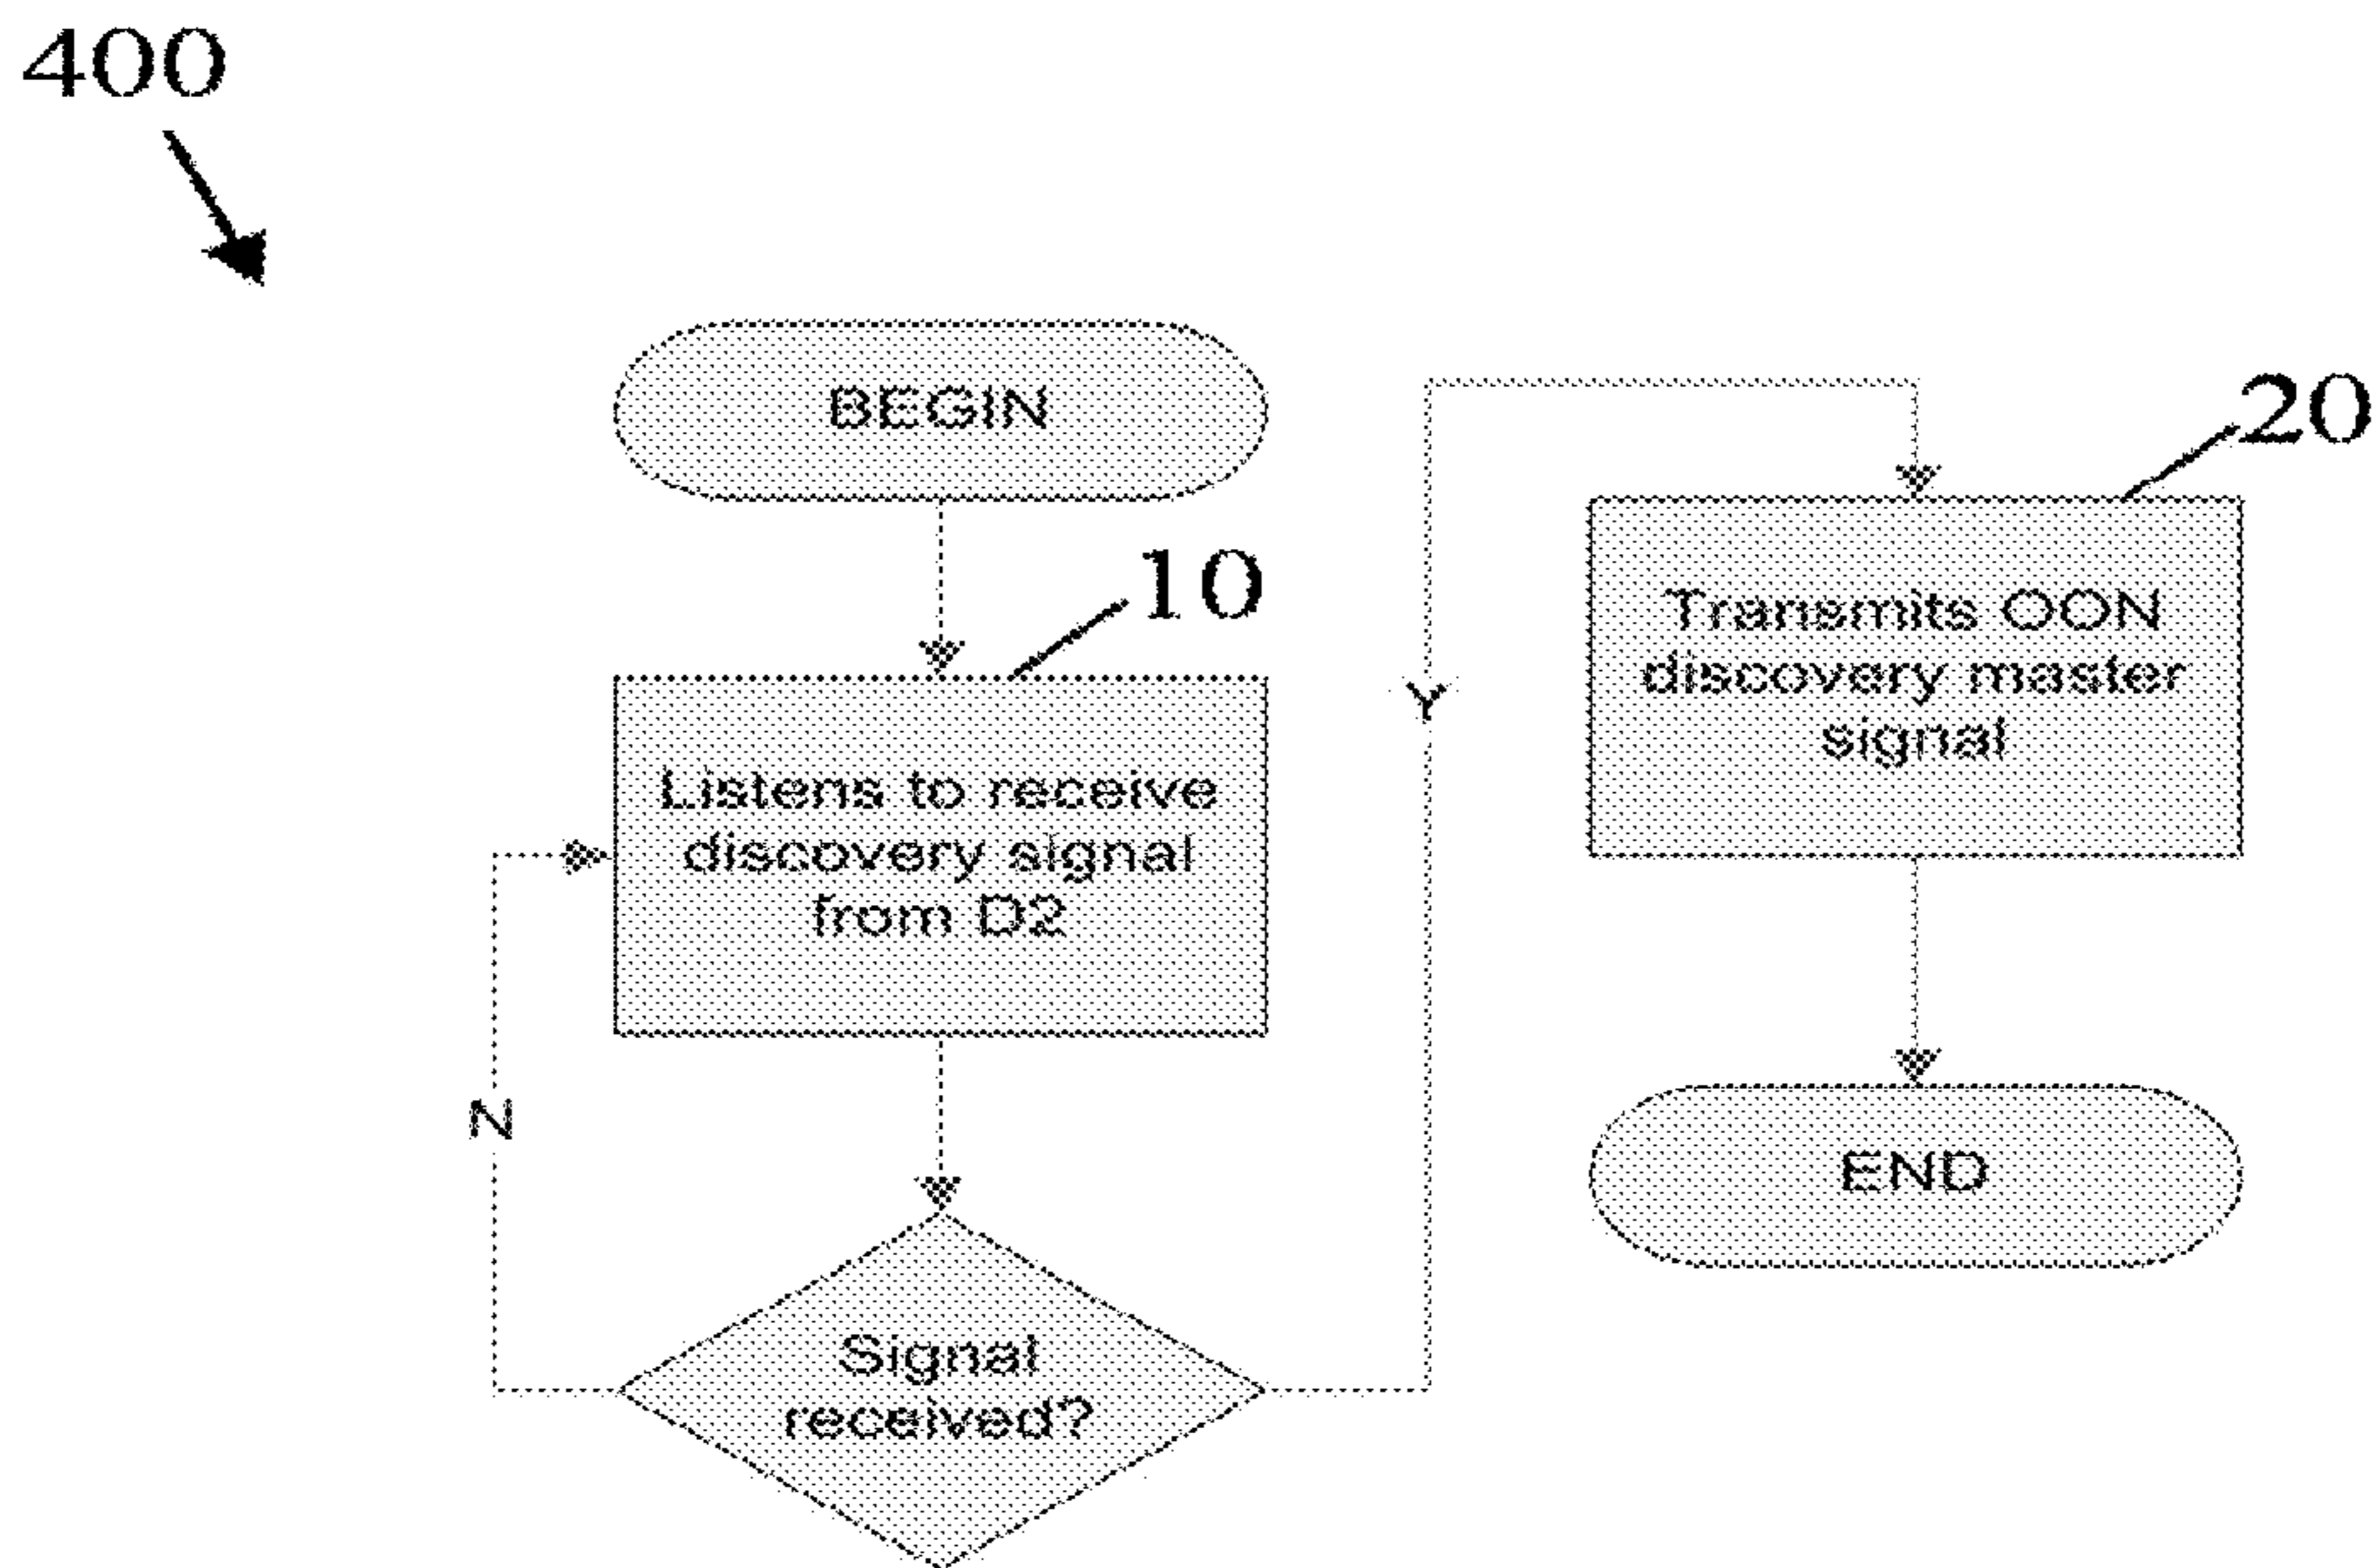 400
BEGIN
10
Listens to receive
discovery signal
from D2
N
Signal
received?
Y
20
Transmits OON
discovery master
signal
END